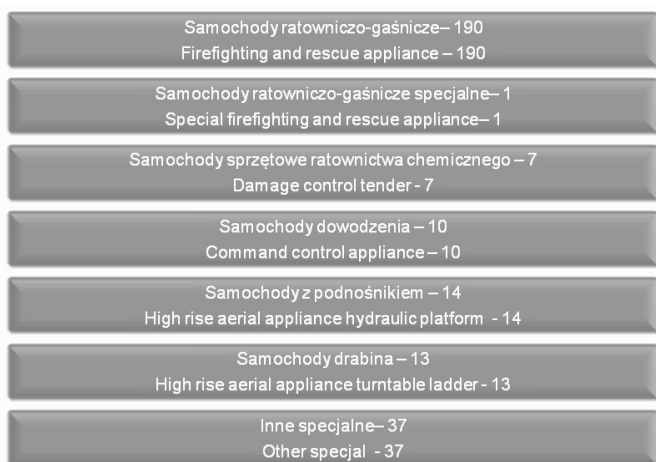 Samochody ratowniczo-gaśnicze– 190
Firefighting and rescue appliance – 190
Samochody ratowniczo-gaśnicze specjalne– 1
Special firefighting and rescue appliance– 1
Samochody sprzętowe ratownictwa chemicznego – 7
Damage control tender - 7
Samochody dowodzenia – 10
Command control appliance – 10
Samochody z podnośnikiem – 14
High rise aerial appliance hydraulic platform - 14
Samochody drabina – 13
High rise aerial appliance turntable ladder - 13
Inne specjalne– 37
Other specjal - 37